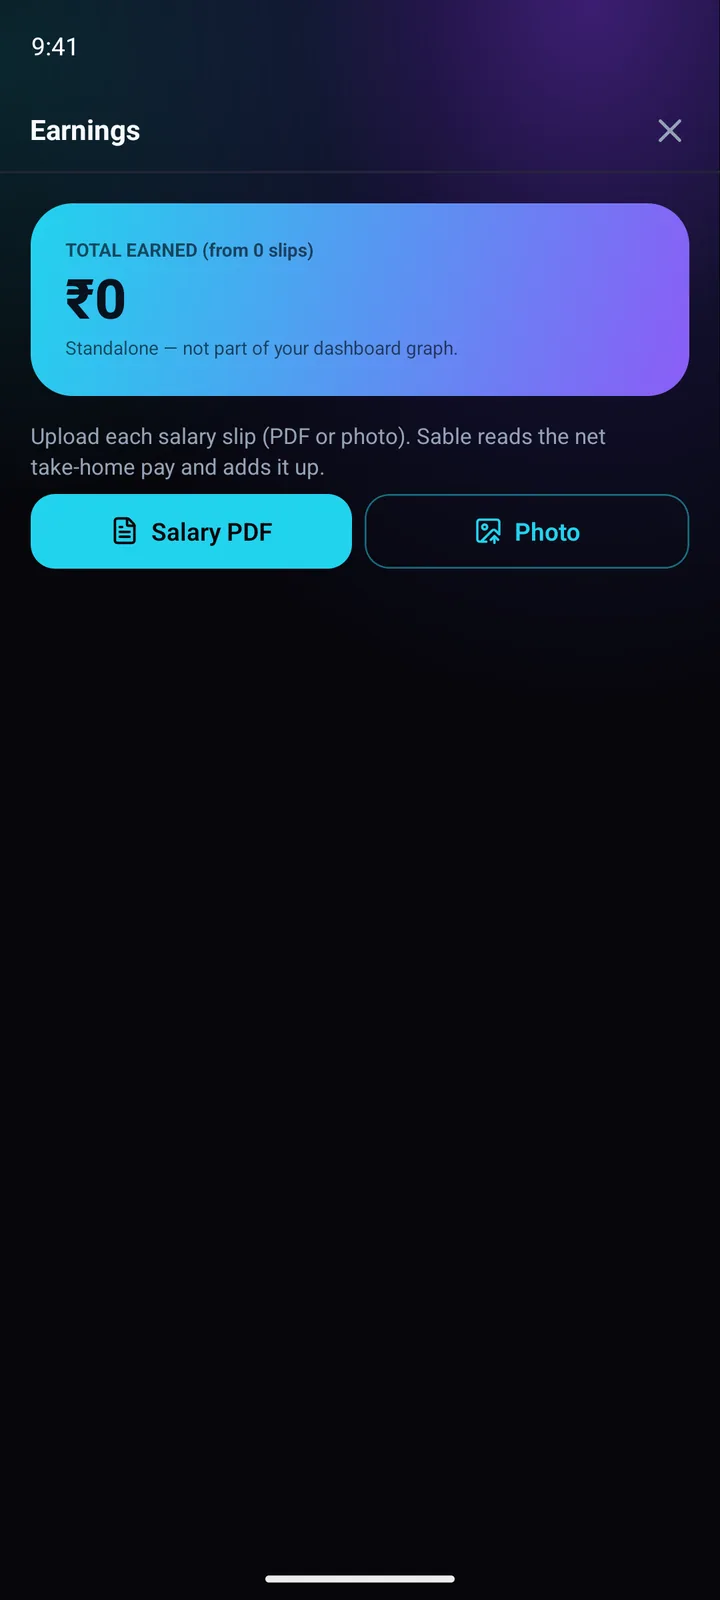 9:41
Earnings
TOTAL EARNED (from 0 slips)
₹0
Standalone — not part of your dashboard graph.
Upload each salary slip (PDF or photo). Sable reads the net
take-home pay and adds it up.
Salary PDF
Photo